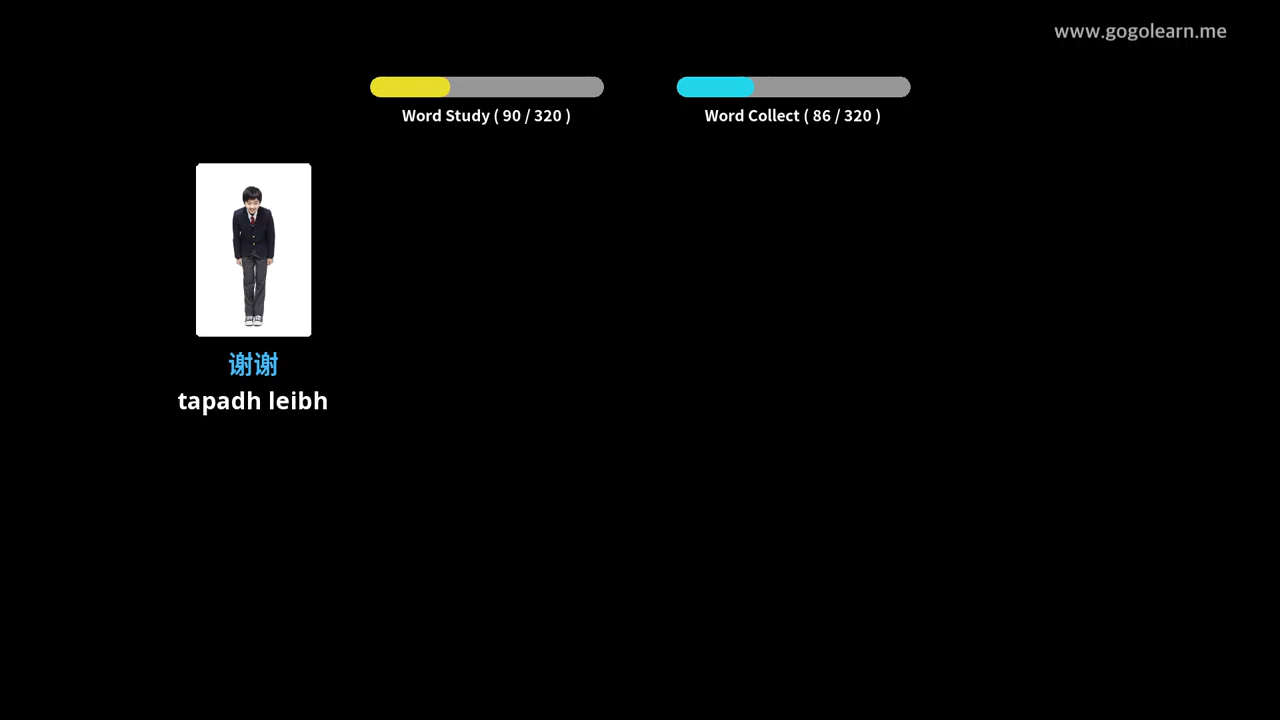 www.gogolearn.me
Word Study ( 90 / 320 )
Word Collect ( 86 / 320 )
谢谢
tapadh leibh